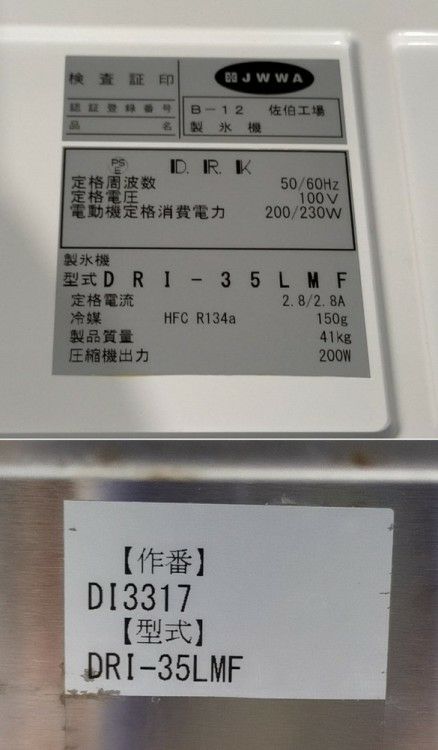 検査証印 JWWA
認証登録番号 B-12 佐伯工場
品名 製氷機
PS E D.R.K
定格周波数 50/60Hz
定格電圧 100V
電動機定格消費電力 200/230W
製氷機
型式DRI-35LMF
定格電流 2.8/2.8A
冷媒 HFC R134a 150g
製品質量 41kg
圧縮機出力 200W
【作番】
DI3317
【型式】
DRI-35LMF